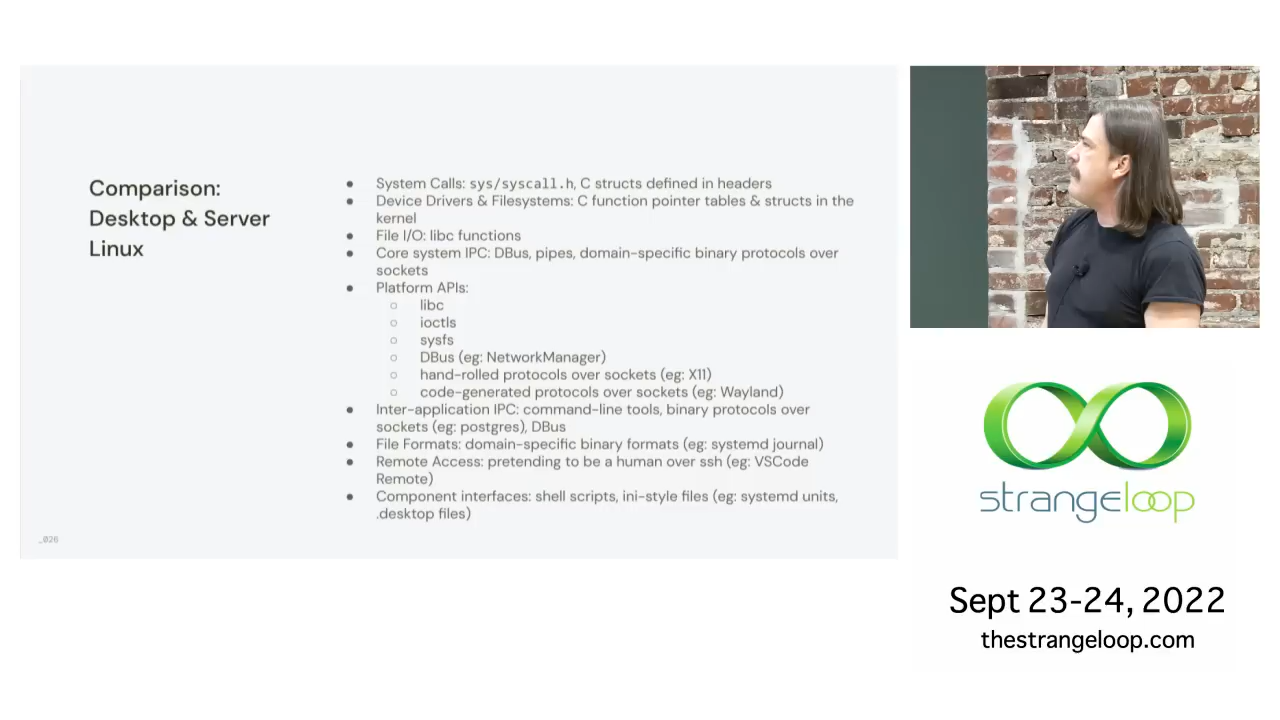 Comparison:
Desktop & Server
Linux
● System Calls: sys/syscall.h, C structs defined in headers
● Device Drivers & Filesystems: C function pointer tables & structs in the
kernel
● File I/O: libc functions
● Core system IPC: DBus, pipes, domain-specific binary protocols over
sockets
● Platform APIs:
○ libc
○ ioctls
○ sysfs
○ DBus (eg: NetworkManager)
○ hand-rolled protocols over sockets (eg: X11)
○ code-generated protocols over sockets (eg: Wayland)
● Inter-application IPC: command-line tools, binary protocols over
sockets (eg: postgres), DBus
● File Formats: domain-specific binary formats (eg: systemd journal)
● Remote Access: pretending to be a human over ssh (eg: VSCode
Remote)
● Component interfaces: shell scripts, ini-style files (eg: systemd units,
.desktop files)
_026
strangeloop
Sept 23-24, 2022
thestrangeloop.com